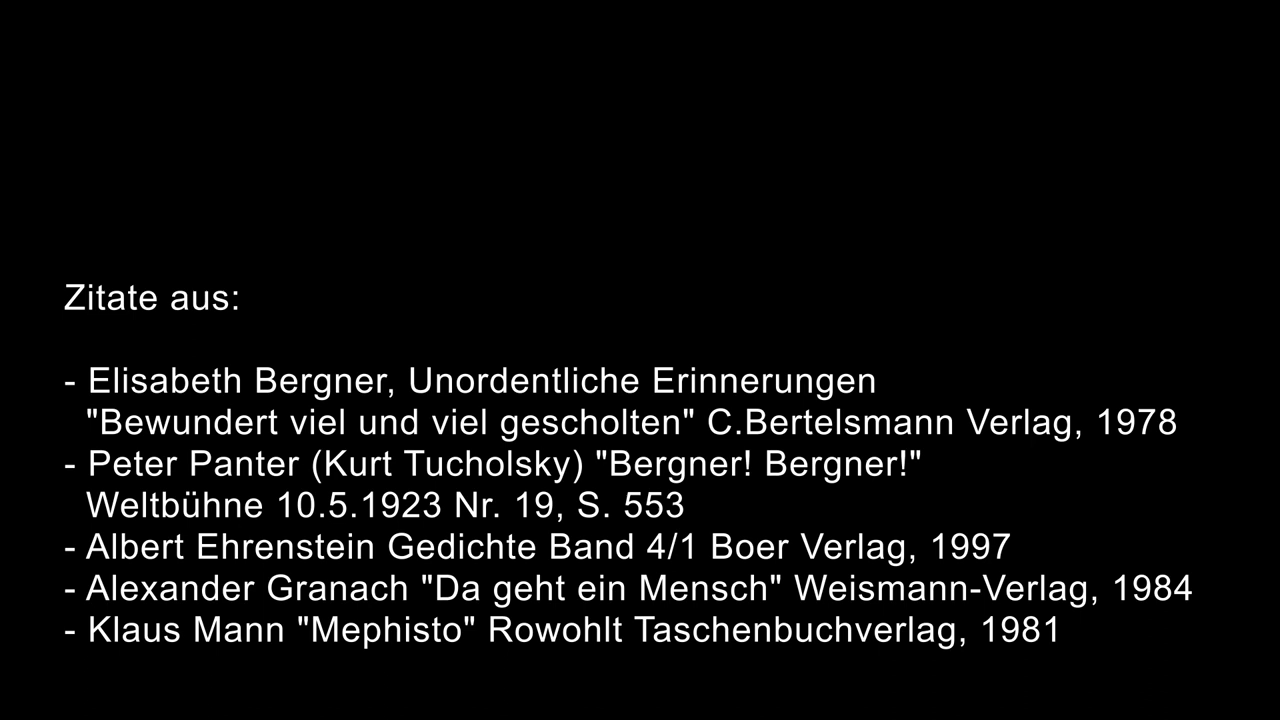 Zitate aus:
- Elisabeth Bergner, Unordentliche Erinnerungen
"Bewundert viel und viel gescholten" C.Bertelsmann Verlag, 1978
- Peter Panter (Kurt Tucholsky) "Bergner! Bergner!"
Weltbühne 10.5.1923 Nr. 19, S. 553
- Albert Ehrenstein Gedichte Band 4/1 Boer Verlag, 1997
- Alexander Granach "Da geht ein Mensch" Weismann-Verlag, 1984
- Klaus Mann "Mephisto" Rowohlt Taschenbuchverlag, 1981